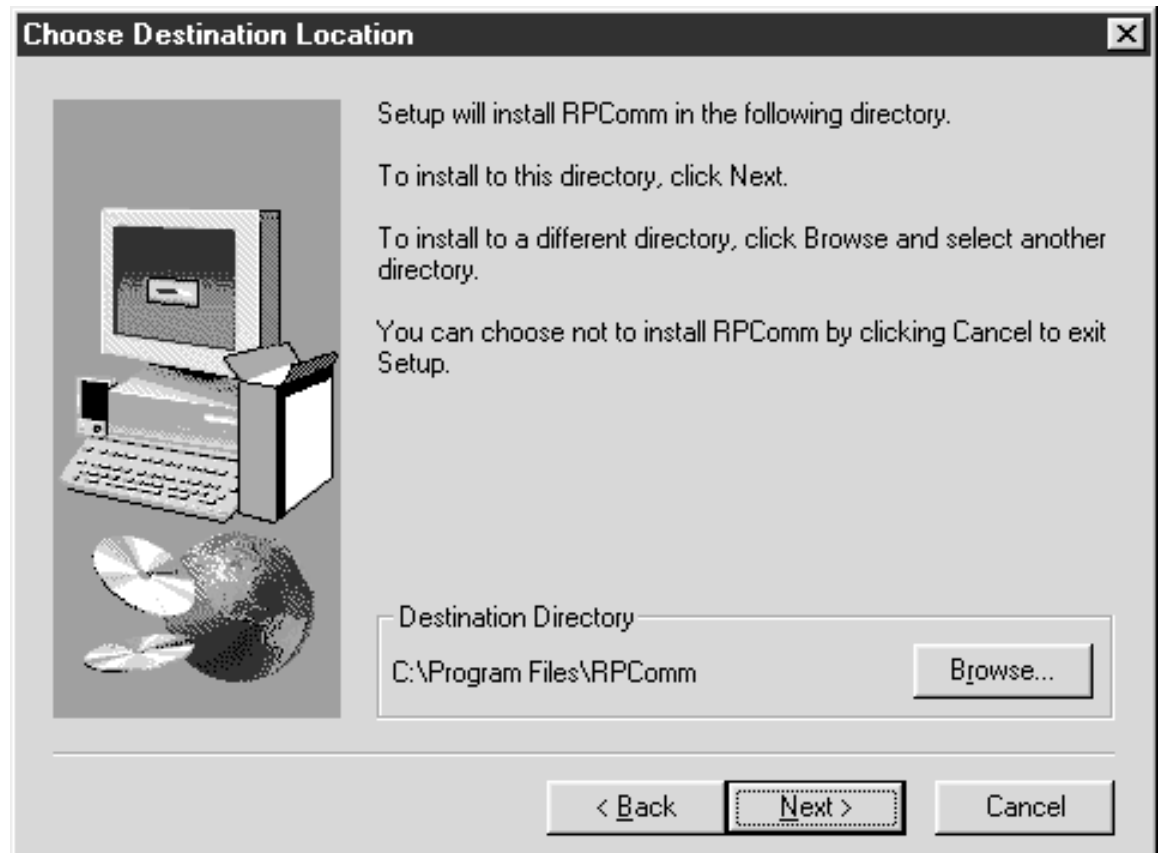 Choose Destination Location
Setup will install RPComm in the following directory.
To install to this directory, click Next.
To install to a different directory, click Browse and select another
directory.
You can choose not to install RPComm by clicking Cancel to exit
Setup.
Destination Directory
C:\Program Files\RPComm
Browse...
< Back
Next >
Cancel